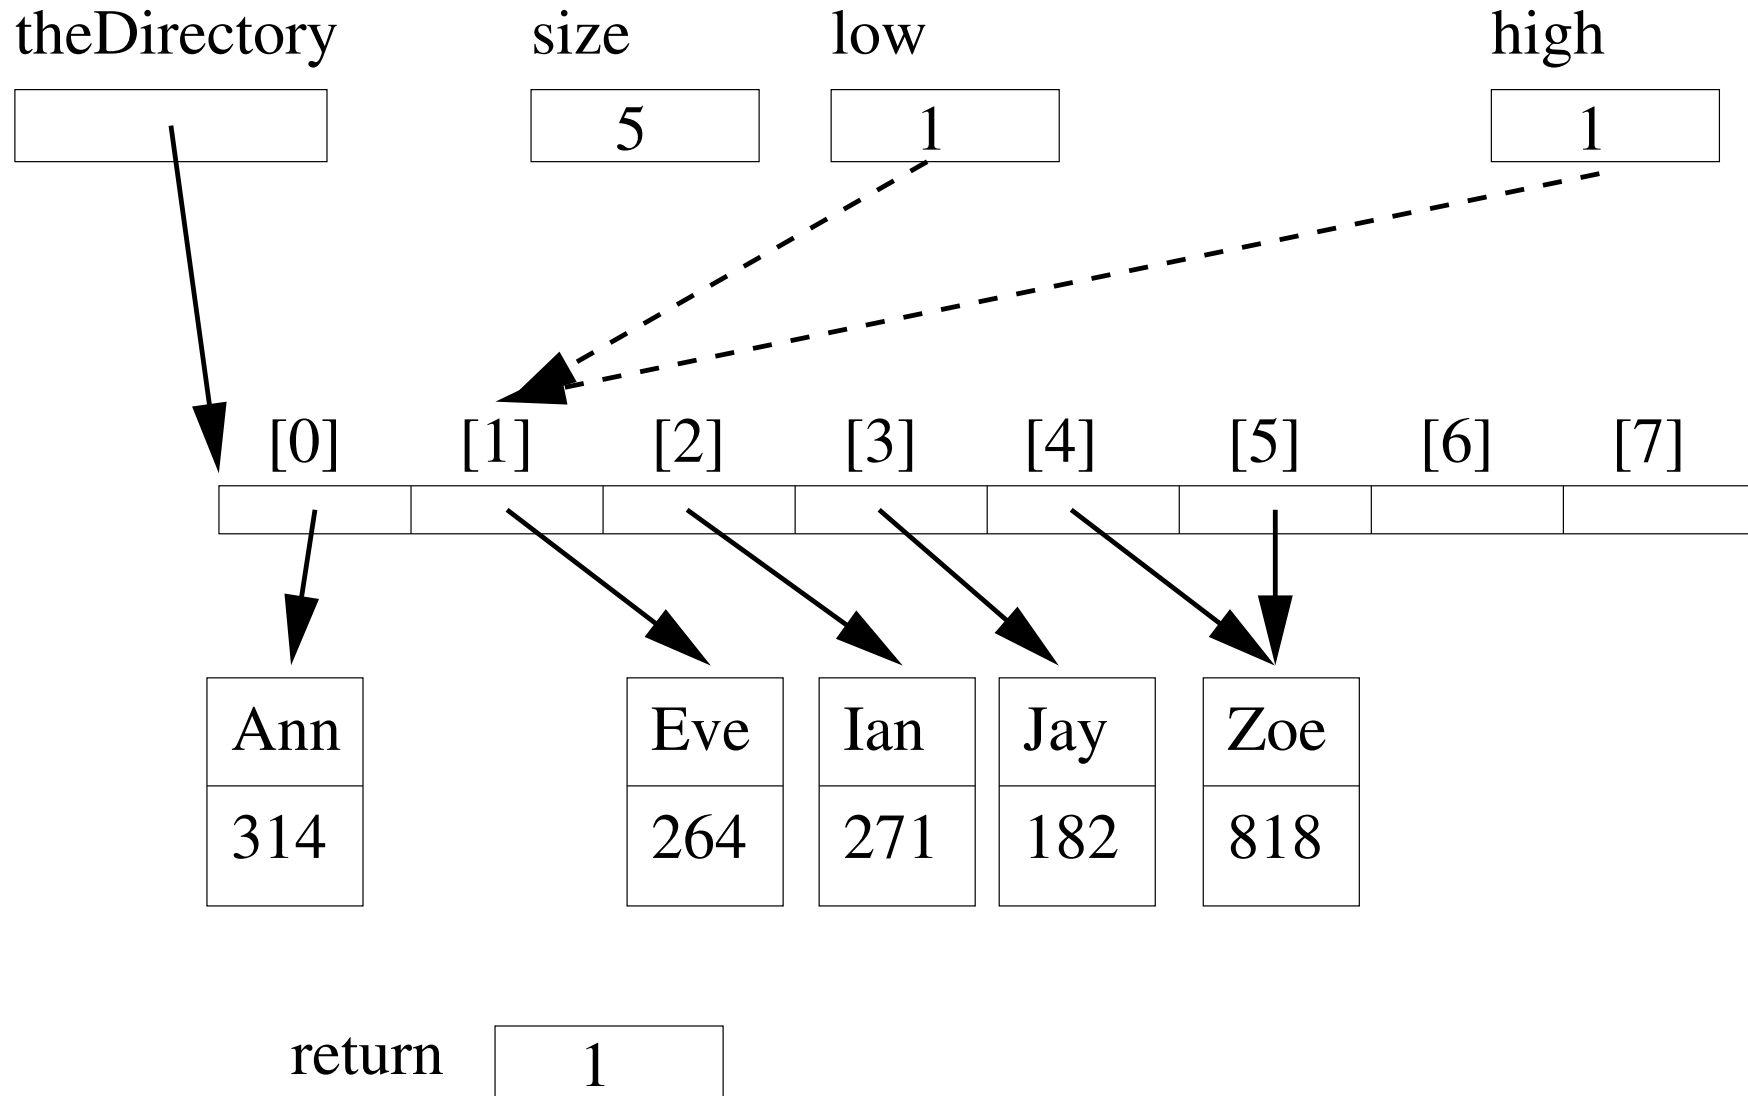 theDirectory size low high
5 1 1
[0] [1] [2] [3] [4] [5] [6] [7]
Ann Eve Ian Jay Zoe
314 264 271 182 818
return 1